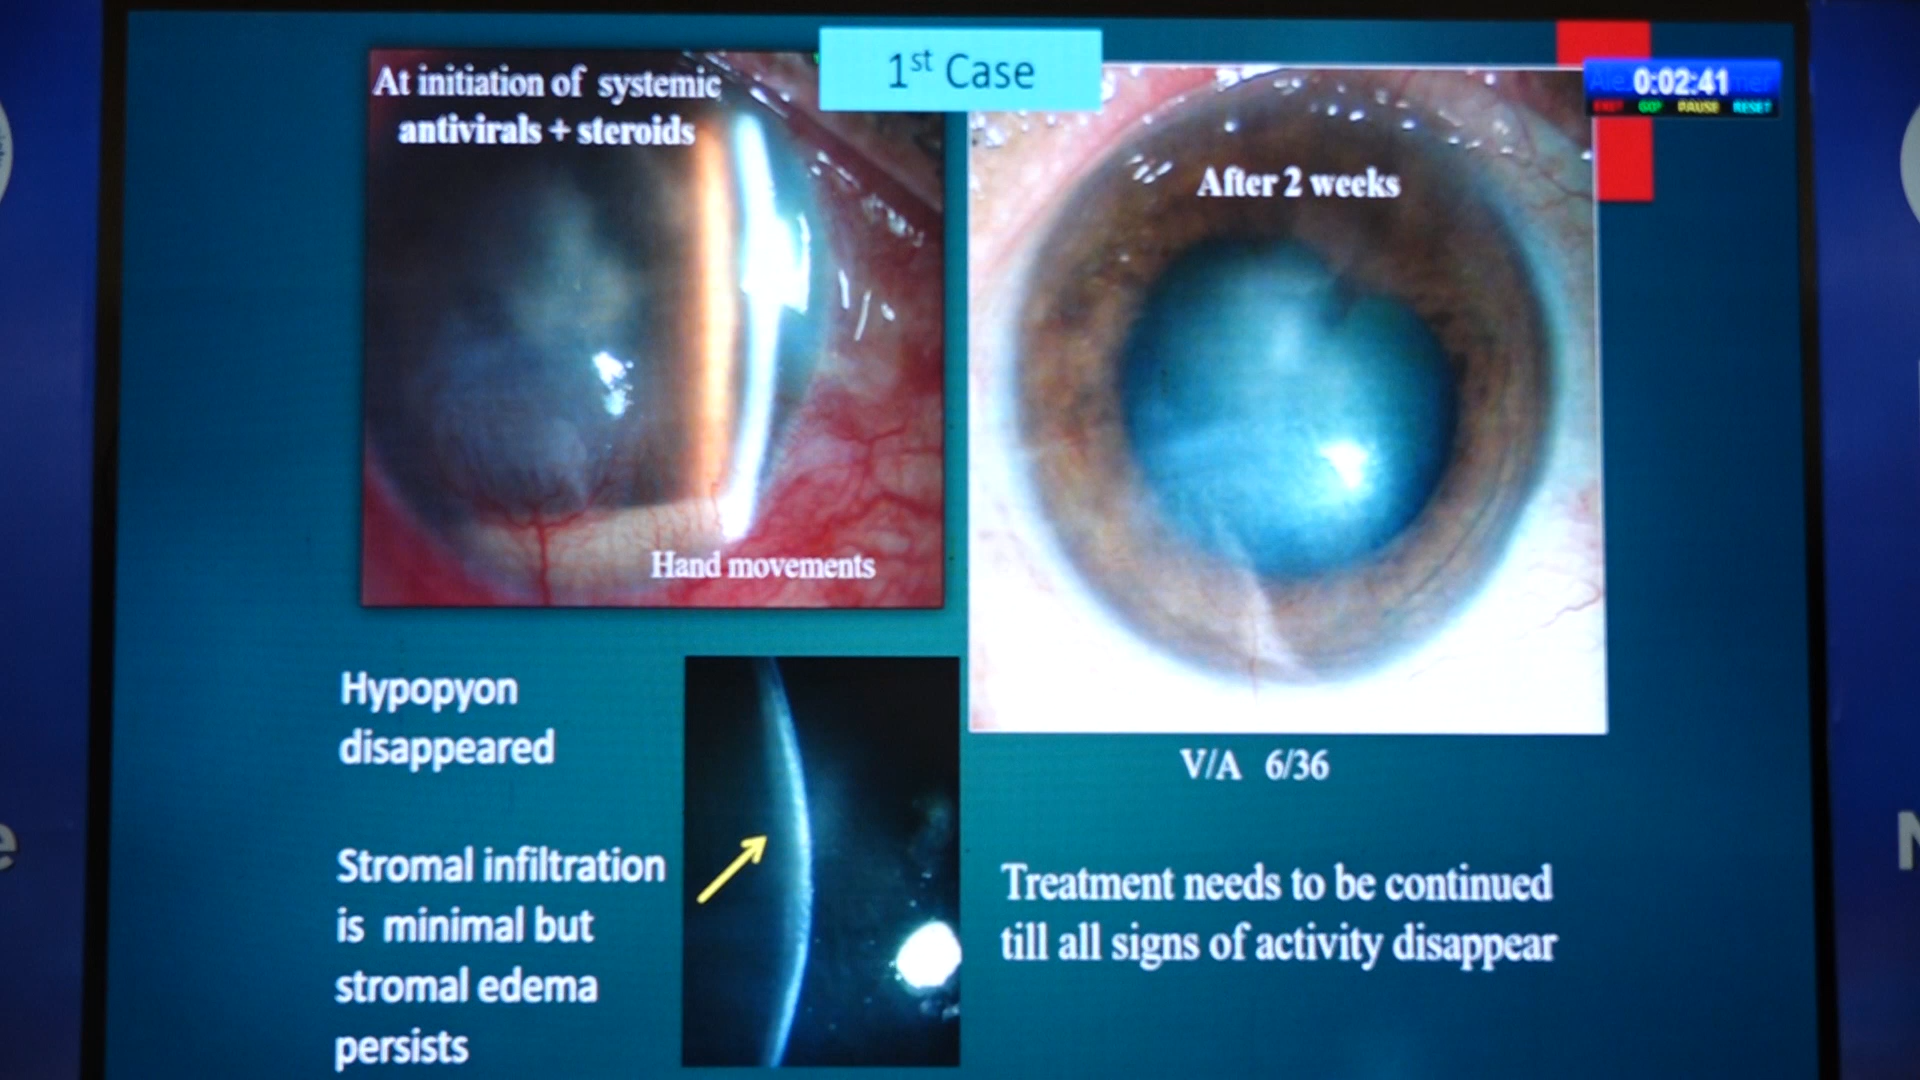 1st Case
At initiation of systemic
antivirals + steroids
Hand movements
After 2 weeks
0:02:41
EXIT GO! PAUSE RESET
Hypopyon
disappeared
Stromal infiltration
is minimal but
stromal edema
persists
V/A 6/36
Treatment needs to be continued
till all signs of activity disappear